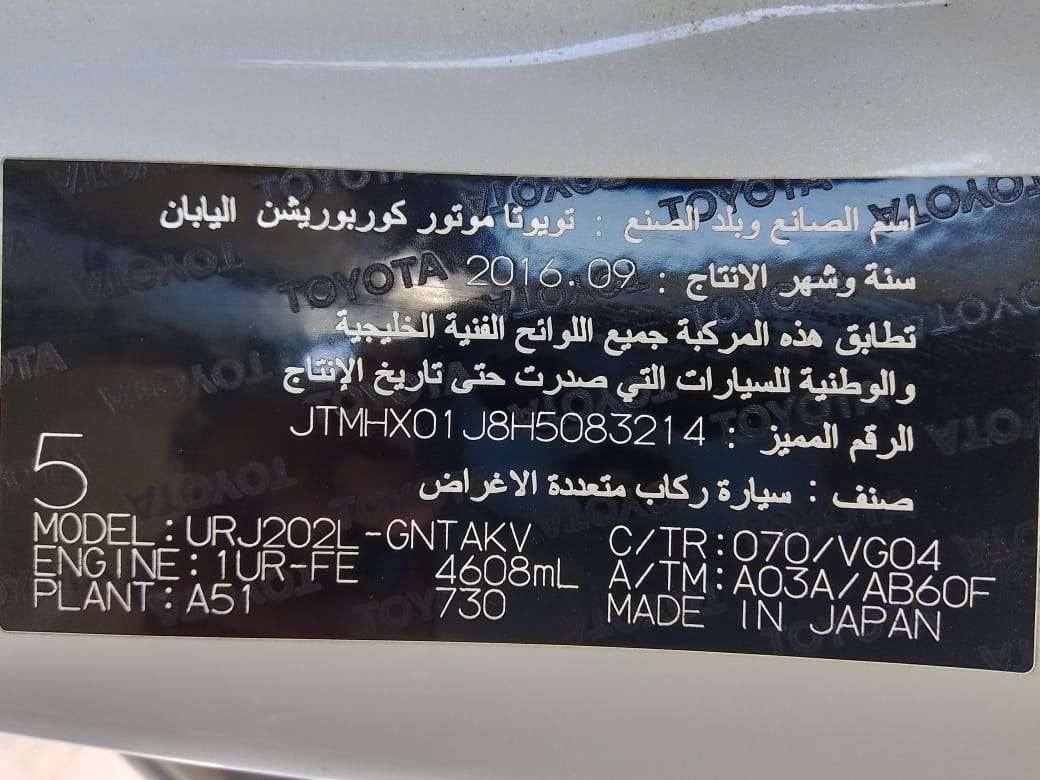 اسم الصانع وبلد الصنع : تويوتا موتور كوربوريشن اليابان
سنة وشهر الانتاج : 2016.09
تطابق هذه المركبة جميع اللوائح الفنية الخليجية
والوطنية للسيارات التي صدرت حتى تاريخ الإنتاج
الرقم المميز : JTMHX01J8H5083214
صنف : سيارة ركاب متعددة الاغراض
5
MODEL:URJ202L-GNTAKV C/TR:070/VG04
ENGINE:1UR-FE 4608mL A/TM:A03A/AB60F
PLANT:A51 730 MADE IN JAPAN